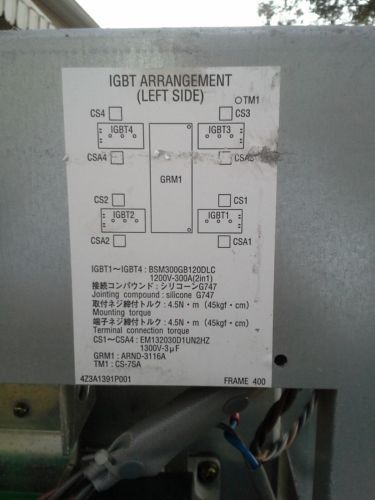 IGBT ARRANGEMENT
(LEFT SIDE)
TM1
CS4
CS3
IGBT4
IGBT3
CSA4
GRM1
CS2
CS1
IGBT2
IGBT1
CSA2
CSA1
IGBT1～IGBT4 : BSM300GB120DLC
1200V-300A(2in1)
接続コンパウンド : シリコーンG747
Jointing compound : silicone G747
取付ネジ締付トルク : 4.5N・m (45kgf・cm)
Mounting torque
端子ネジ締付トルク : 4.5N・m (45kgf・cm)
Terminal connection torque
CS1～CSA4 : EM132030D1UN2HZ
1300V-3μF
GRM1 : ARND-3116A
TM1 : CS-7SA
4Z3A1391P001
FRAME 400